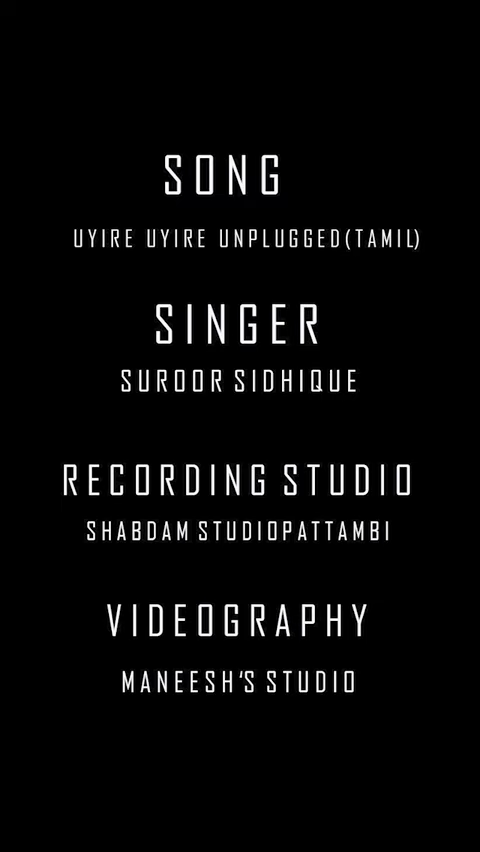 SONG
UYIRE UYIRE UNPLUGGED(TAMIL)
SINGER
SUROOR SIDHIQUE
RECORDING STUDIO
SHABDAM STUDIOPATTAMBI
VIDEOGRAPHY
MANEESH'S STUDIO